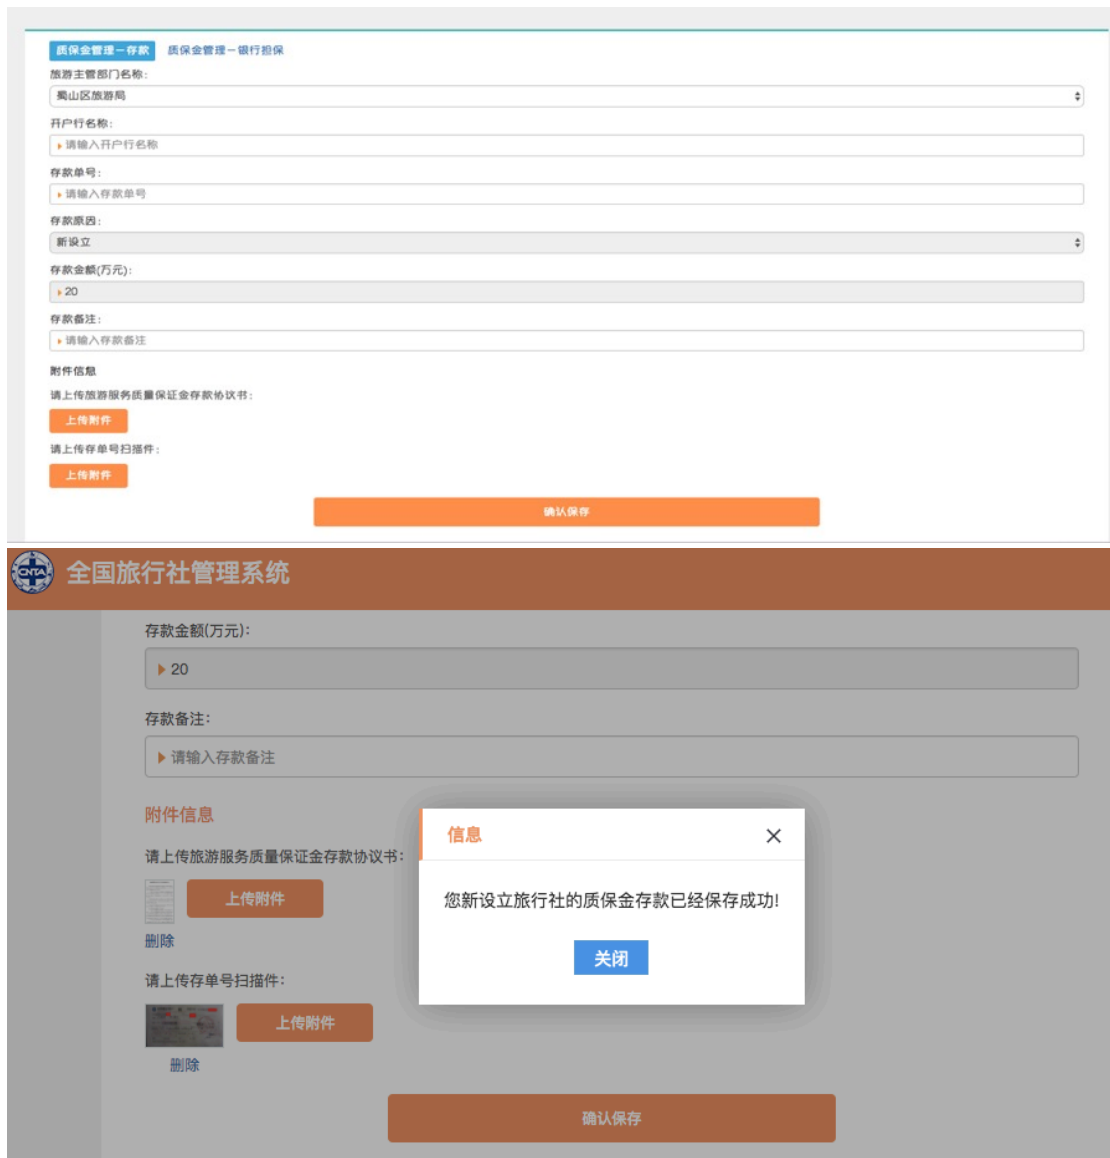 质保金管理－存款 质保金管理－银行担保
旅游主管部门名称:
蜀山区旅游局
开户行名称:
请输入开户行名称
存款单号:
请输入存款单号
存款原因:
新设立
存款金额(万元):
20
存款备注:
请输入存款备注
附件信息
请上传旅游服务质量保证金存款协议书:
上传附件
请上传存单号扫描件:
上传附件
确认保存
CNTA 全国旅行社管理系统
存款金额(万元):
20
存款备注:
请输入存款备注
附件信息
请上传旅游服务质量保证金存款协议书:
上传附件
删除
请上传存单号扫描件:
上传附件
删除
信息
您新设立旅行社的质保金存款已经保存成功!
关闭
确认保存